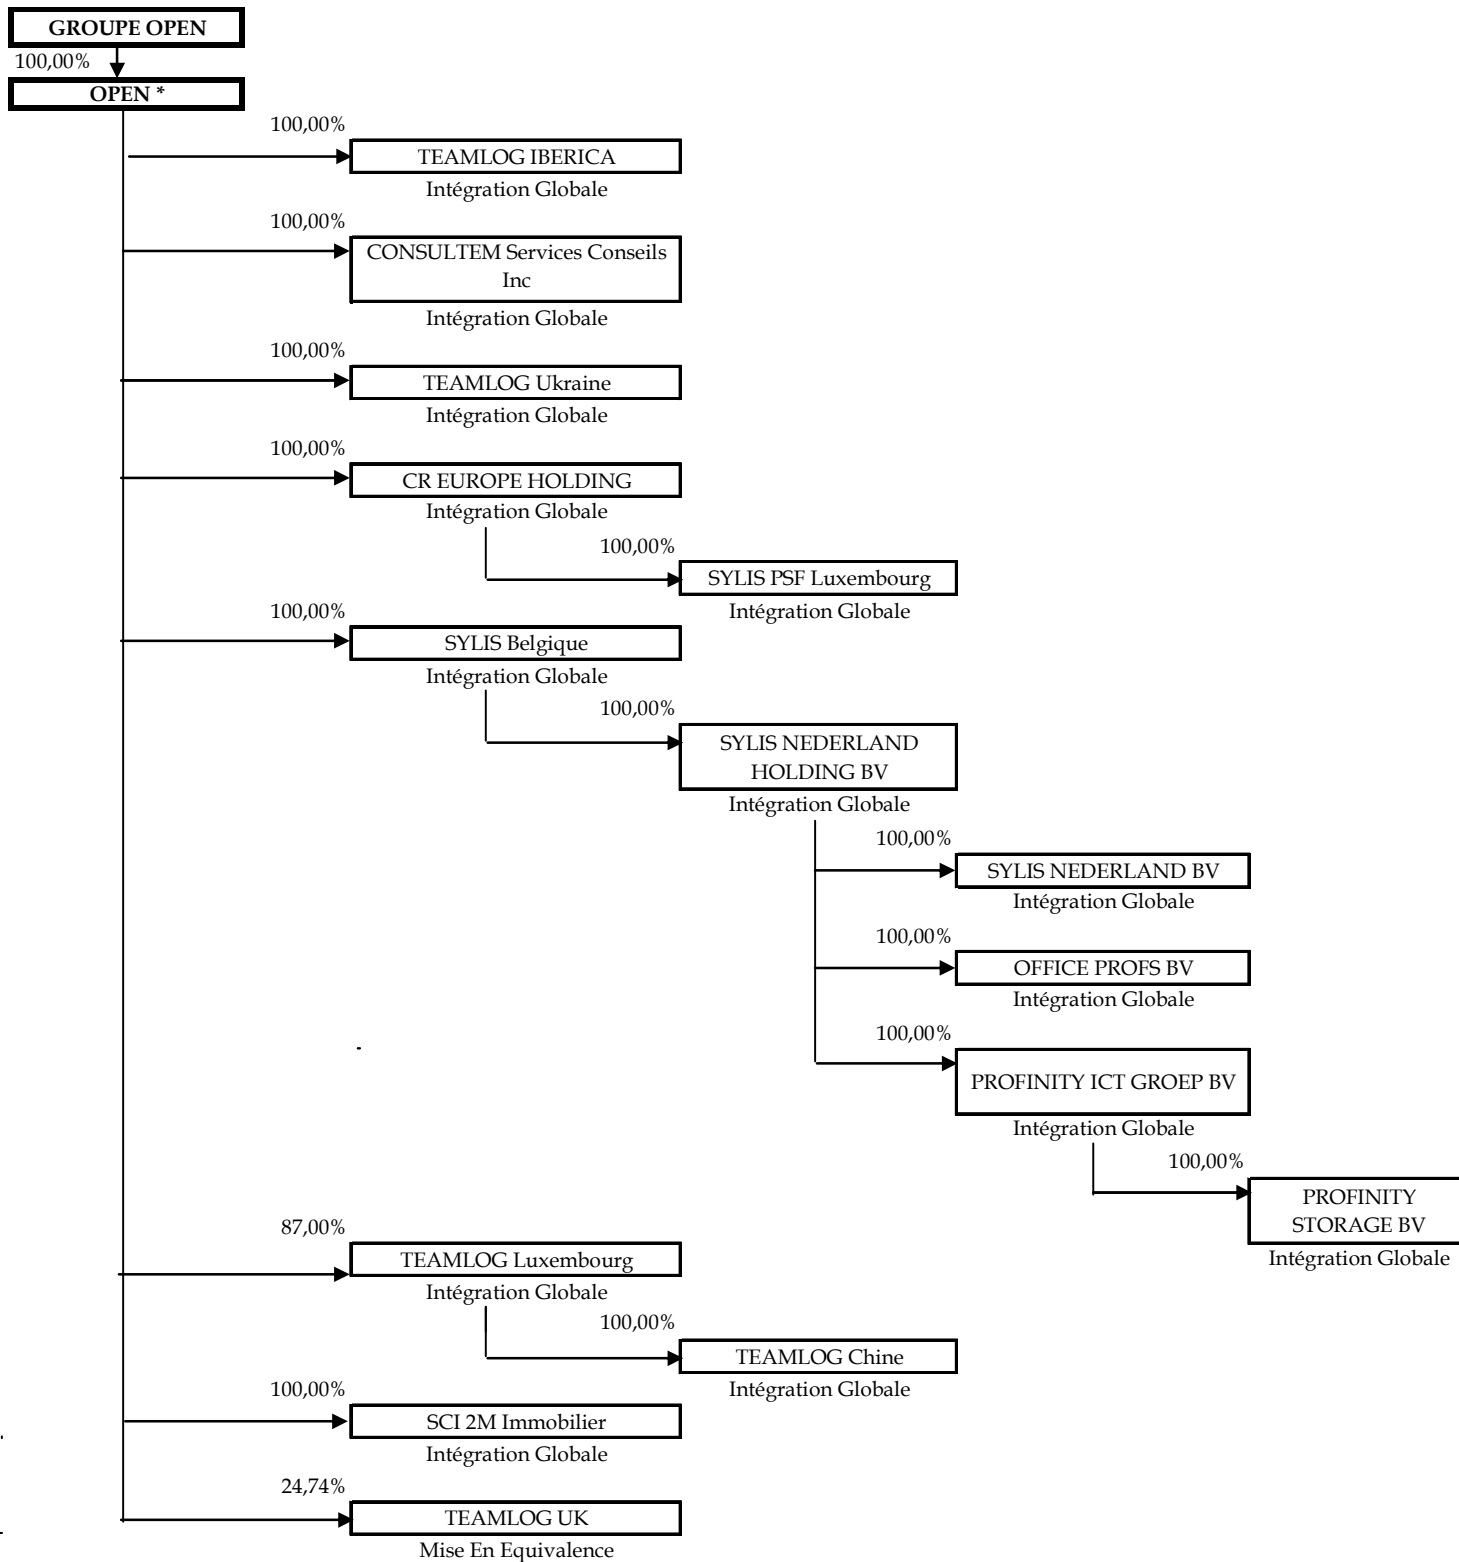 GROUPE OPEN
100,00%
OPEN *
100,00%
TEAMLOG IBERICA
Intégration Globale
100,00%
CONSULTEM Services Conseils
Inc
Intégration Globale
100,00%
TEAMLOG Ukraine
Intégration Globale
100,00%
CR EUROPE HOLDING
Intégration Globale
100,00%
SYLIS PSF Luxembourg
Intégration Globale
100,00%
SYLIS Belgique
Intégration Globale
100,00%
SYLIS NEDERLAND
HOLDING BV
Intégration Globale
100,00%
SYLIS NEDERLAND BV
Intégration Globale
100,00%
OFFICE PROFS BV
Intégration Globale
100,00%
PROFINITY ICT GROEP BV
Intégration Globale
100,00%
PROFINITY
STORAGE BV
Intégration Globale
87,00%
TEAMLOG Luxembourg
Intégration Globale
100,00%
TEAMLOG Chine
Intégration Globale
100,00%
SCI 2M Immobilier
Intégration Globale
24,74%
TEAMLOG UK
Mise En Equivalence